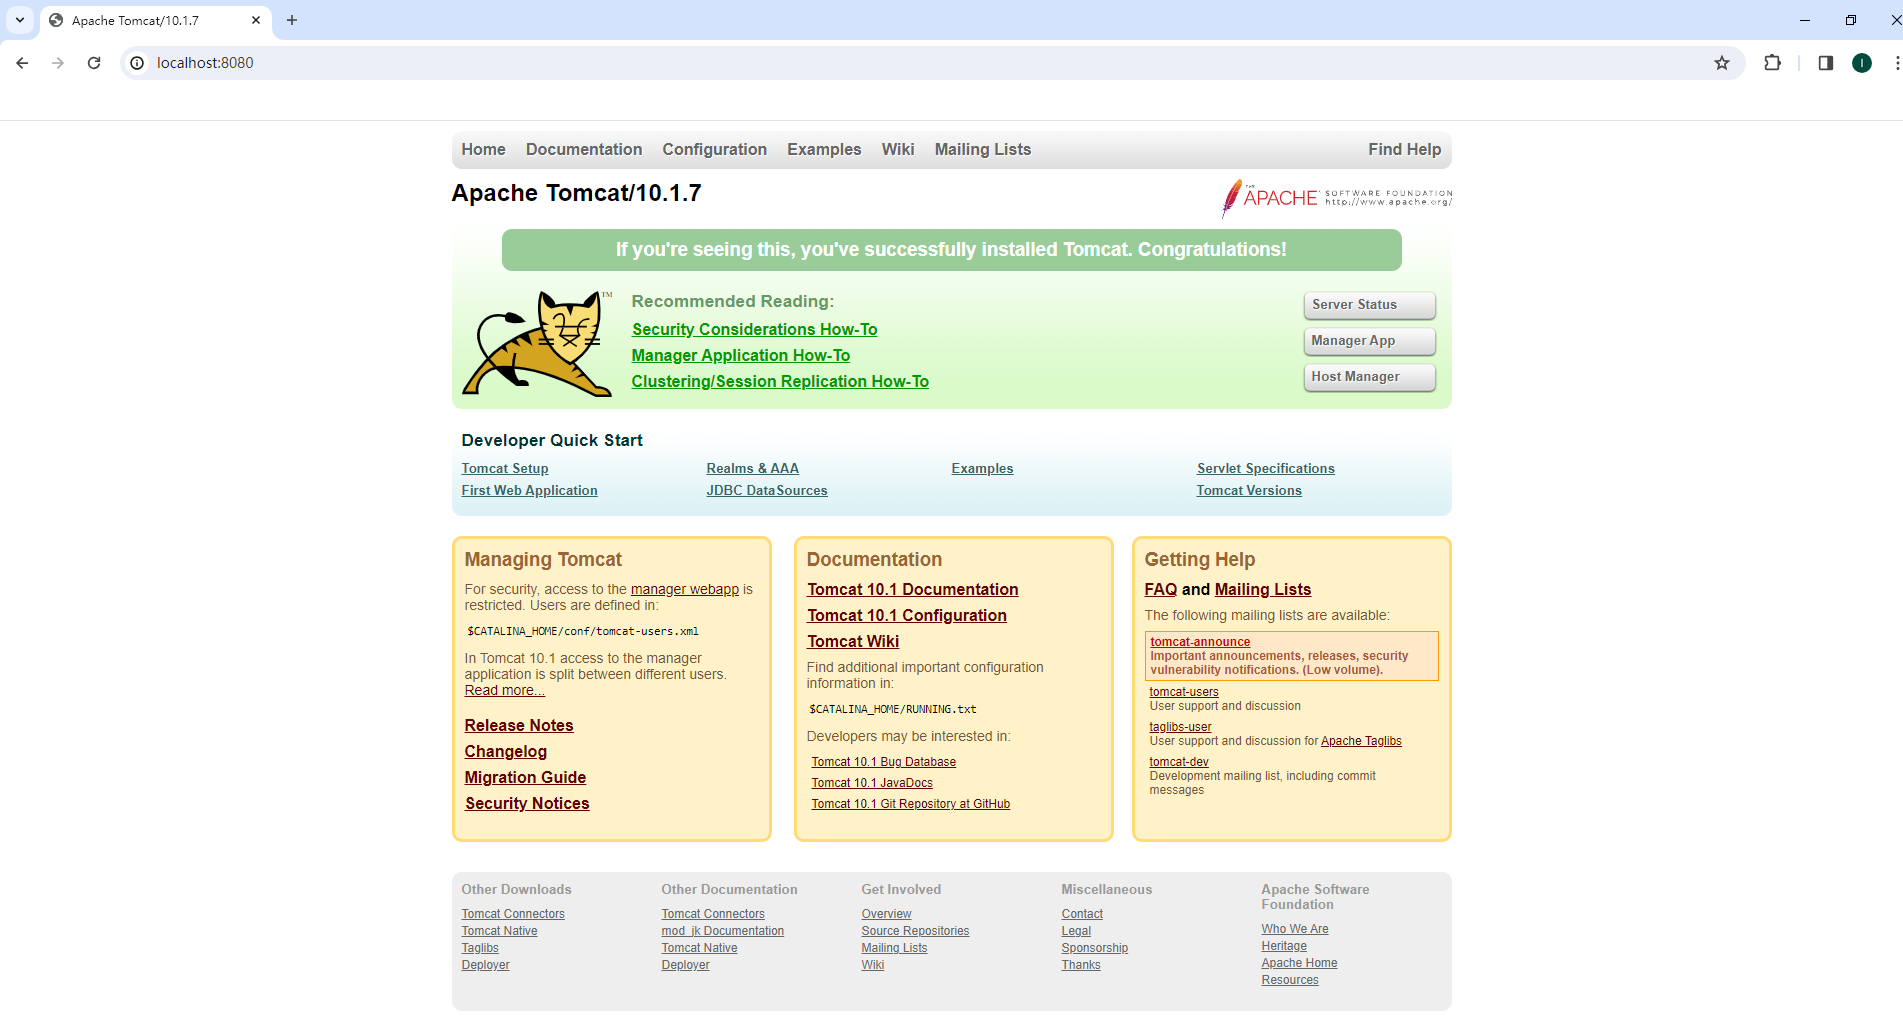 Apache Tomcat/10.1.7
localhost:8080
I
Home Documentation Configuration Examples Wiki Mailing Lists Find Help
Apache Tomcat/10.1.7
THE APACHE SOFTWARE FOUNDATION
http://www.apache.org/
If you're seeing this, you've successfully installed Tomcat. Congratulations!
TM
Recommended Reading:
Security Considerations How-To
Manager Application How-To
Clustering/Session Replication How-To
Server Status
Manager App
Host Manager
Developer Quick Start
Tomcat Setup
First Web Application
Realms & AAA
JDBC DataSources
Examples
Servlet Specifications
Tomcat Versions
Managing Tomcat
For security, access to the manager webapp is
restricted. Users are defined in:
$CATALINA_HOME/conf/tomcat-users.xml
In Tomcat 10.1 access to the manager
application is split between different users.
Read more...
Release Notes
Changelog
Migration Guide
Security Notices
Documentation
Tomcat 10.1 Documentation
Tomcat 10.1 Configuration
Tomcat Wiki
Find additional important configuration
information in:
$CATALINA_HOME/RUNNING.txt
Developers may be interested in:
Tomcat 10.1 Bug Database
Tomcat 10.1 JavaDocs
Tomcat 10.1 Git Repository at GitHub
Getting Help
FAQ and Mailing Lists
The following mailing lists are available:
tomcat-announce
Important announcements, releases, security
vulnerability notifications. (Low volume).
tomcat-users
User support and discussion
taglibs-user
User support and discussion for Apache Taglibs
tomcat-dev
Development mailing list, including commit
messages
Other Downloads
Tomcat Connectors
Tomcat Native
Taglibs
Deployer
Other Documentation
Tomcat Connectors
mod_jk Documentation
Tomcat Native
Deployer
Get Involved
Overview
Source Repositories
Mailing Lists
Wiki
Miscellaneous
Contact
Legal
Sponsorship
Thanks
Apache Software
Foundation
Who We Are
Heritage
Apache Home
Resources